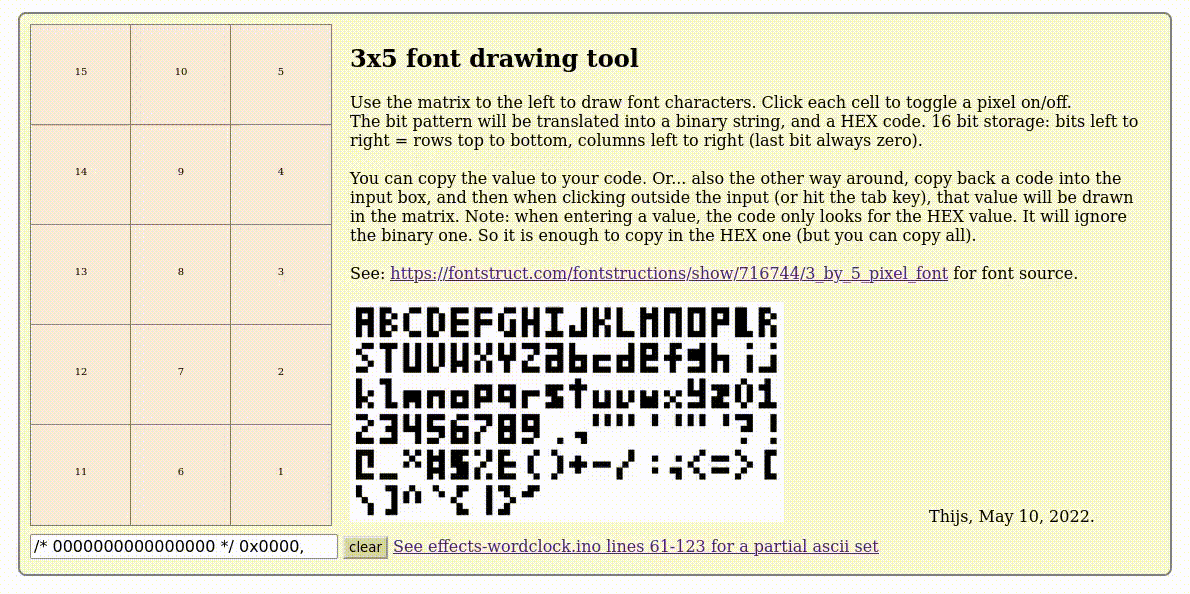 15 10 5
14 9 4
13 8 3
12 7 2
11 6 1
3x5 font drawing tool
Use the matrix to the left to draw font characters. Click each cell to toggle a pixel on/off.
The bit pattern will be translated into a binary string, and a HEX code. 16 bit storage: bits left to
right = rows top to bottom, columns left to right (last bit always zero).
You can copy the value to your code. Or... also the other way around, copy back a code into the
input box, and then when clicking outside the input (or hit the tab key), that value will be drawn
in the matrix. Note: when entering a value, the code only looks for the HEX value. It will ignore
the binary one. So it is enough to copy in the HEX one (but you can copy all).
See: https://fontstruct.com/fontstructions/show/716744/3_by_5_pixel_font for font source.
ABCDEFGHIJKLMNOPQR
STUVWXYZabcdefghij
klmnopqrstuvwxyz01
23456789 .,"" ' "' '? !
@_ *#$%& ( ) + - / : ; < = > [
\ ] ^ ` { | } ~
Thijs, May 10, 2022.
/* 0000000000000000 */ 0x0000,
clear
See effects-wordclock.ino lines 61-123 for a partial ascii set